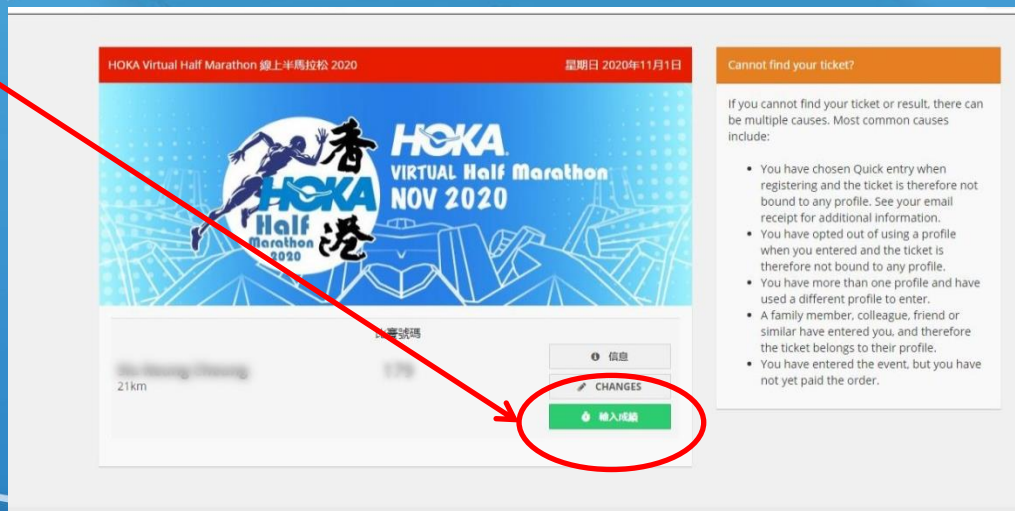 HOKA Virtual Half Marathon 線上半馬拉松 2020
星期日 2020年11月1日
香港
HOKA
Half
Marathon
2020
HOKA
VIRTUAL Half Marathon
NOV 2020
比賽號碼
21km
信息
CHANGES
輸入成績
Cannot find your ticket?
If you cannot find your ticket or result, there can
be multiple causes. Most common causes
include:
• You have chosen Quick entry when
registering and the ticket is therefore not
bound to any profile. See your email
receipt for additional information.
• You have opted out of using a profile
when you entered and the ticket is
therefore not bound to any profile.
• You have more than one profile and have
used a different profile to enter.
• A family member, colleague, friend or
similar have entered you, and therefore
the ticket belongs to their profile.
• You have entered the event, but you have
not yet paid the order.